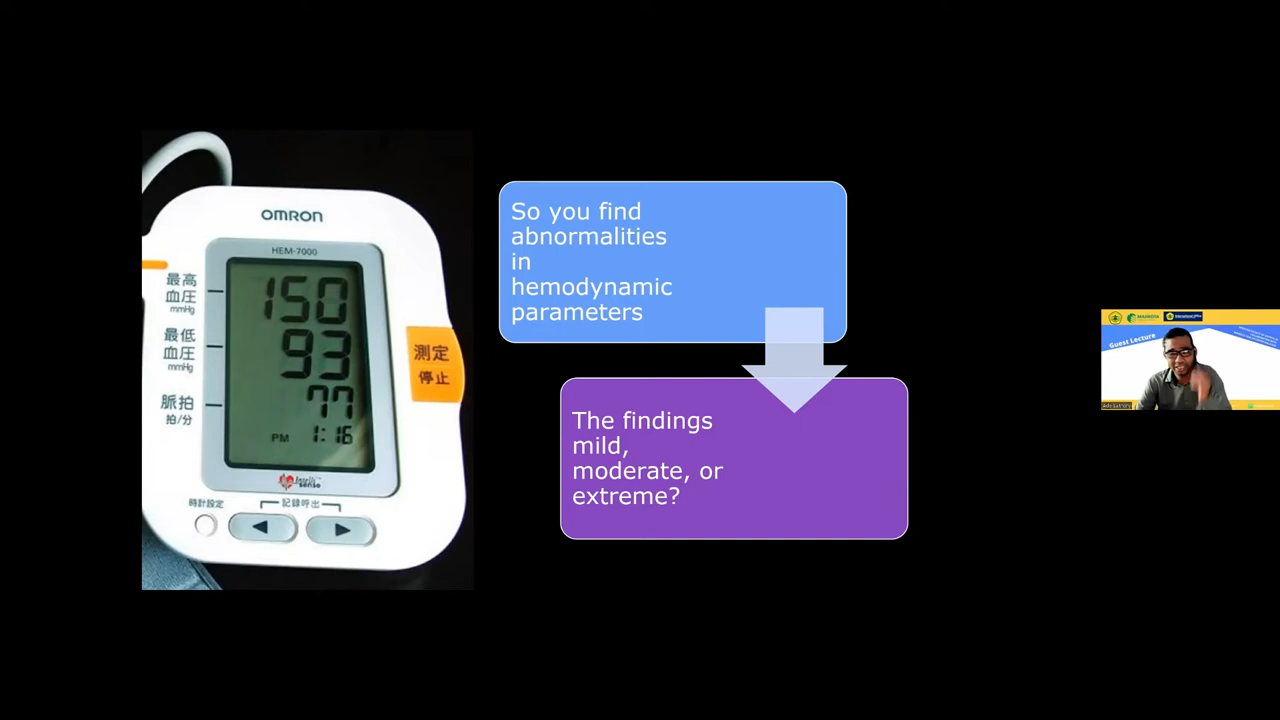 OMRON
HEM-7000
最高
血圧
mmHg
150
最低
血圧
mmHg
93
脈拍
拍/分
77
PM 1:16
測定
停止
Intelli
sense
時計設定
記録呼出
So you find
abnormalities
in
hemodynamic
parameters
The findings
mild,
moderate, or
extreme?
Guest Lecture